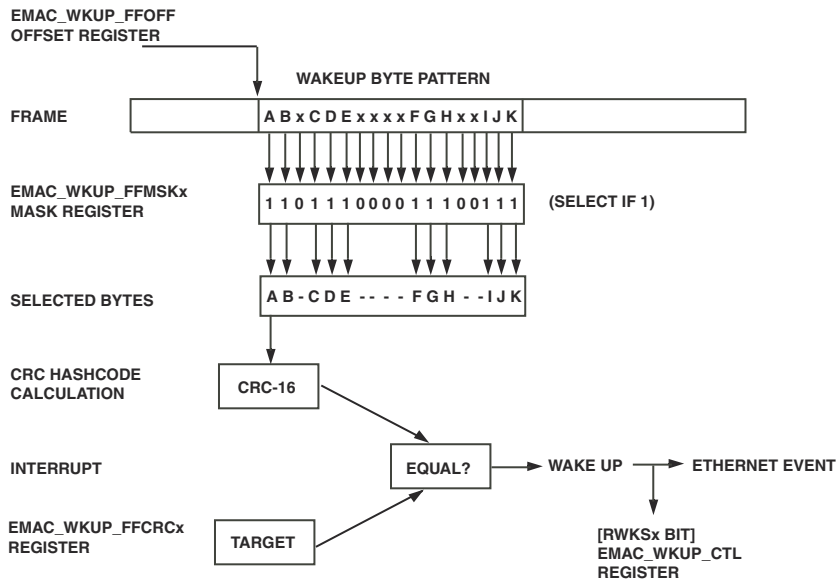 EMAC_WKUP_FFOFF
OFFSET REGISTER
WAKEUP BYTE PATTERN
FRAME
A B x C D E x x x x F G H x x I J K
EMAC_WKUP_FFMSKx
MASK REGISTER
1 1 0 1 1 1 0 0 0 0 1 1 1 0 0 1 1 1
(SELECT IF 1)
SELECTED BYTES
A B - C D E - - - - F G H - - I J K
CRC HASHCODE
CALCULATION
CRC-16
INTERRUPT
EQUAL?
WAKE UP
ETHERNET EVENT
EMAC_WKUP_FFCRCx
REGISTER
TARGET
[RWKSx BIT]
EMAC_WKUP_CTL
REGISTER